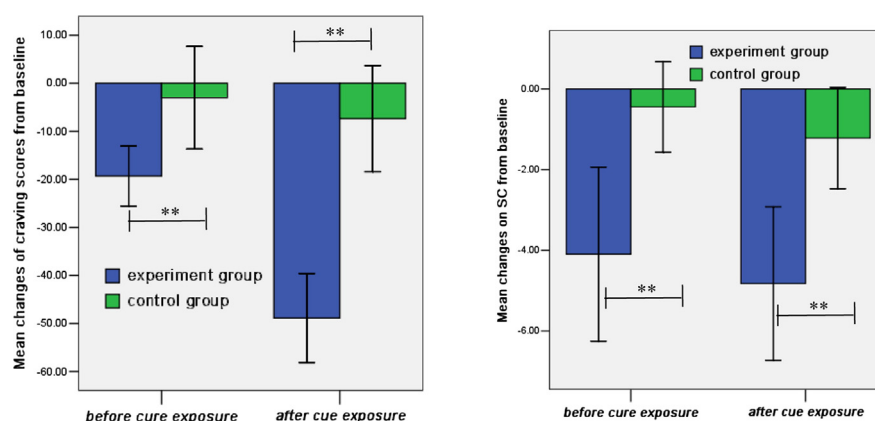 Mean changes of craving scores from baseline
10.00
0.00
-10.00
-20.00
-30.00
-40.00
-50.00
-60.00
**
**
experiment group
control group
before cure exposure
after cue exposure
Mean changes on SC from baseline
0.00
-2.00
-4.00
-6.00
experiment group
control group
**
**
before cure exposure
after cue exposure